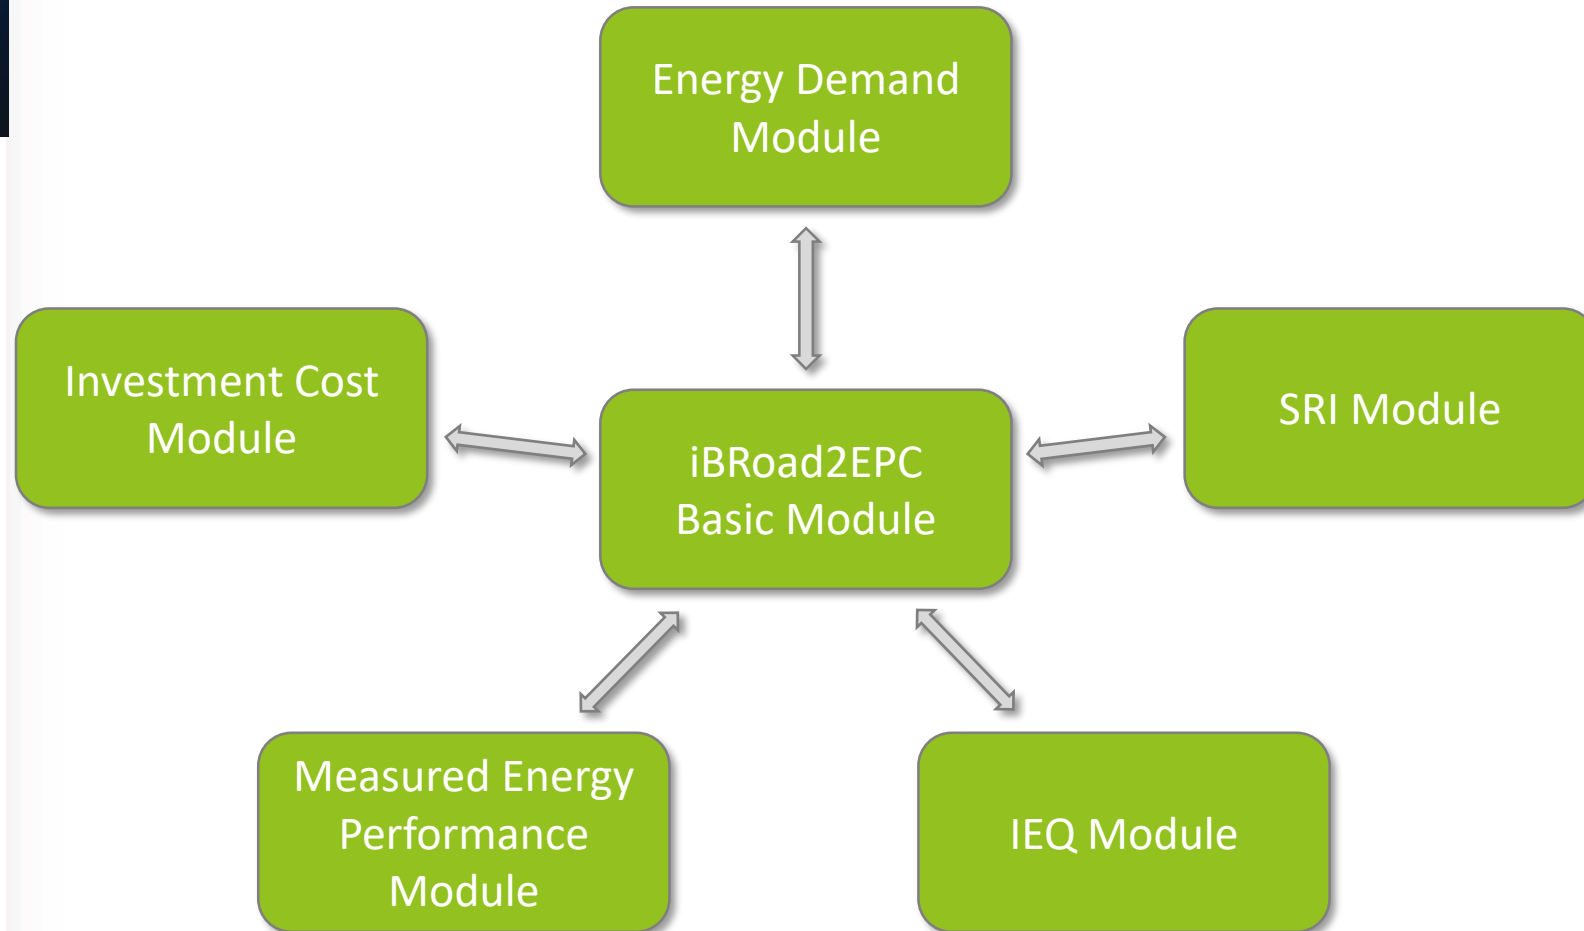 Energy Demand
Module
Investment Cost
Module
SRI Module
iBRoad2EPC
Basic Module
Measured Energy
Performance
Module
IEQ Module